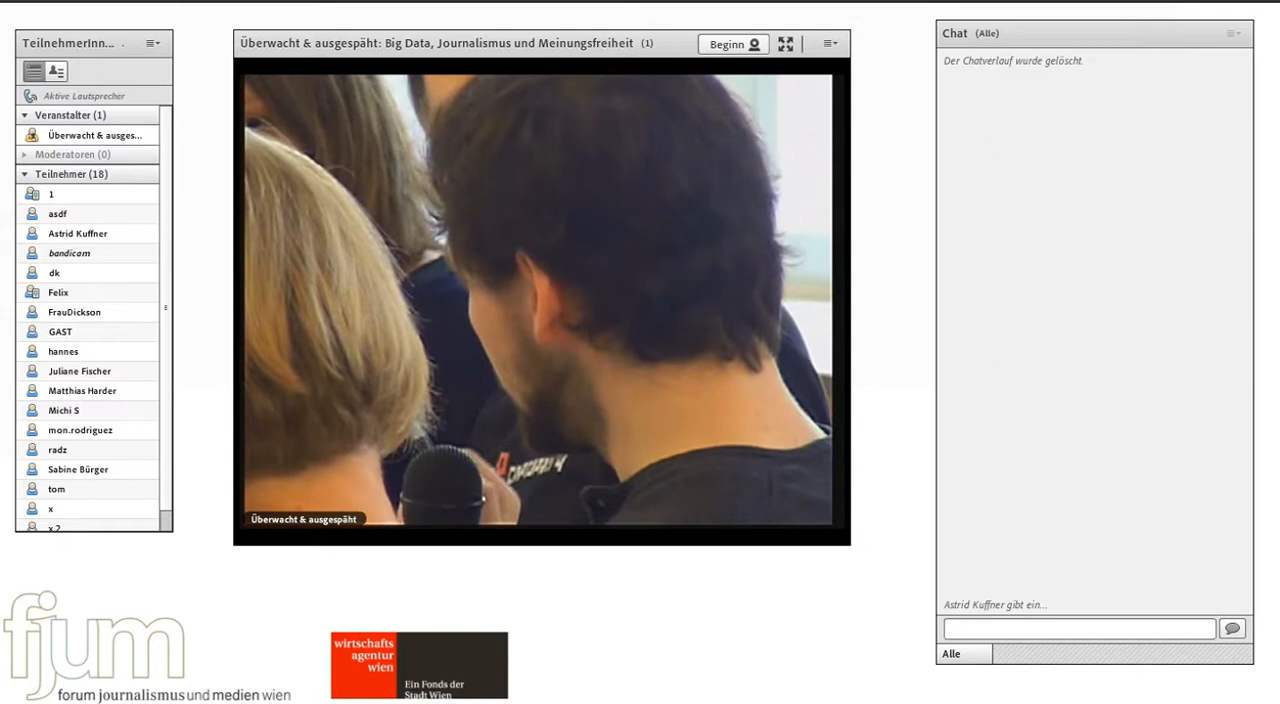 TeilnehmerInn...
Aktive Lautsprecher
Veranstalter (1)
Überwacht & ausges...
Moderatoren (0)
Teilnehmer (18)
1
asdf
Astrid Kuffner
bandicam
dk
Felix
FrauDickson
GAST
hannes
Juliane Fischer
Matthias Harder
Michi S
mon.rodriguez
radz
Sabine Bürger
tom
x
x 2
Überwacht & ausgespäht: Big Data, Journalismus und Meinungsfreiheit (1)
Beginn
Überwacht & ausgespäht
Chat (Alle)
Der Chatverlauf wurde gelöscht.
Astrid Kuffner gibt ein...
Alle
fjum
forum journalismus und medien wien
wirtschafts
agentur
wien
Ein Fonds der
Stadt Wien